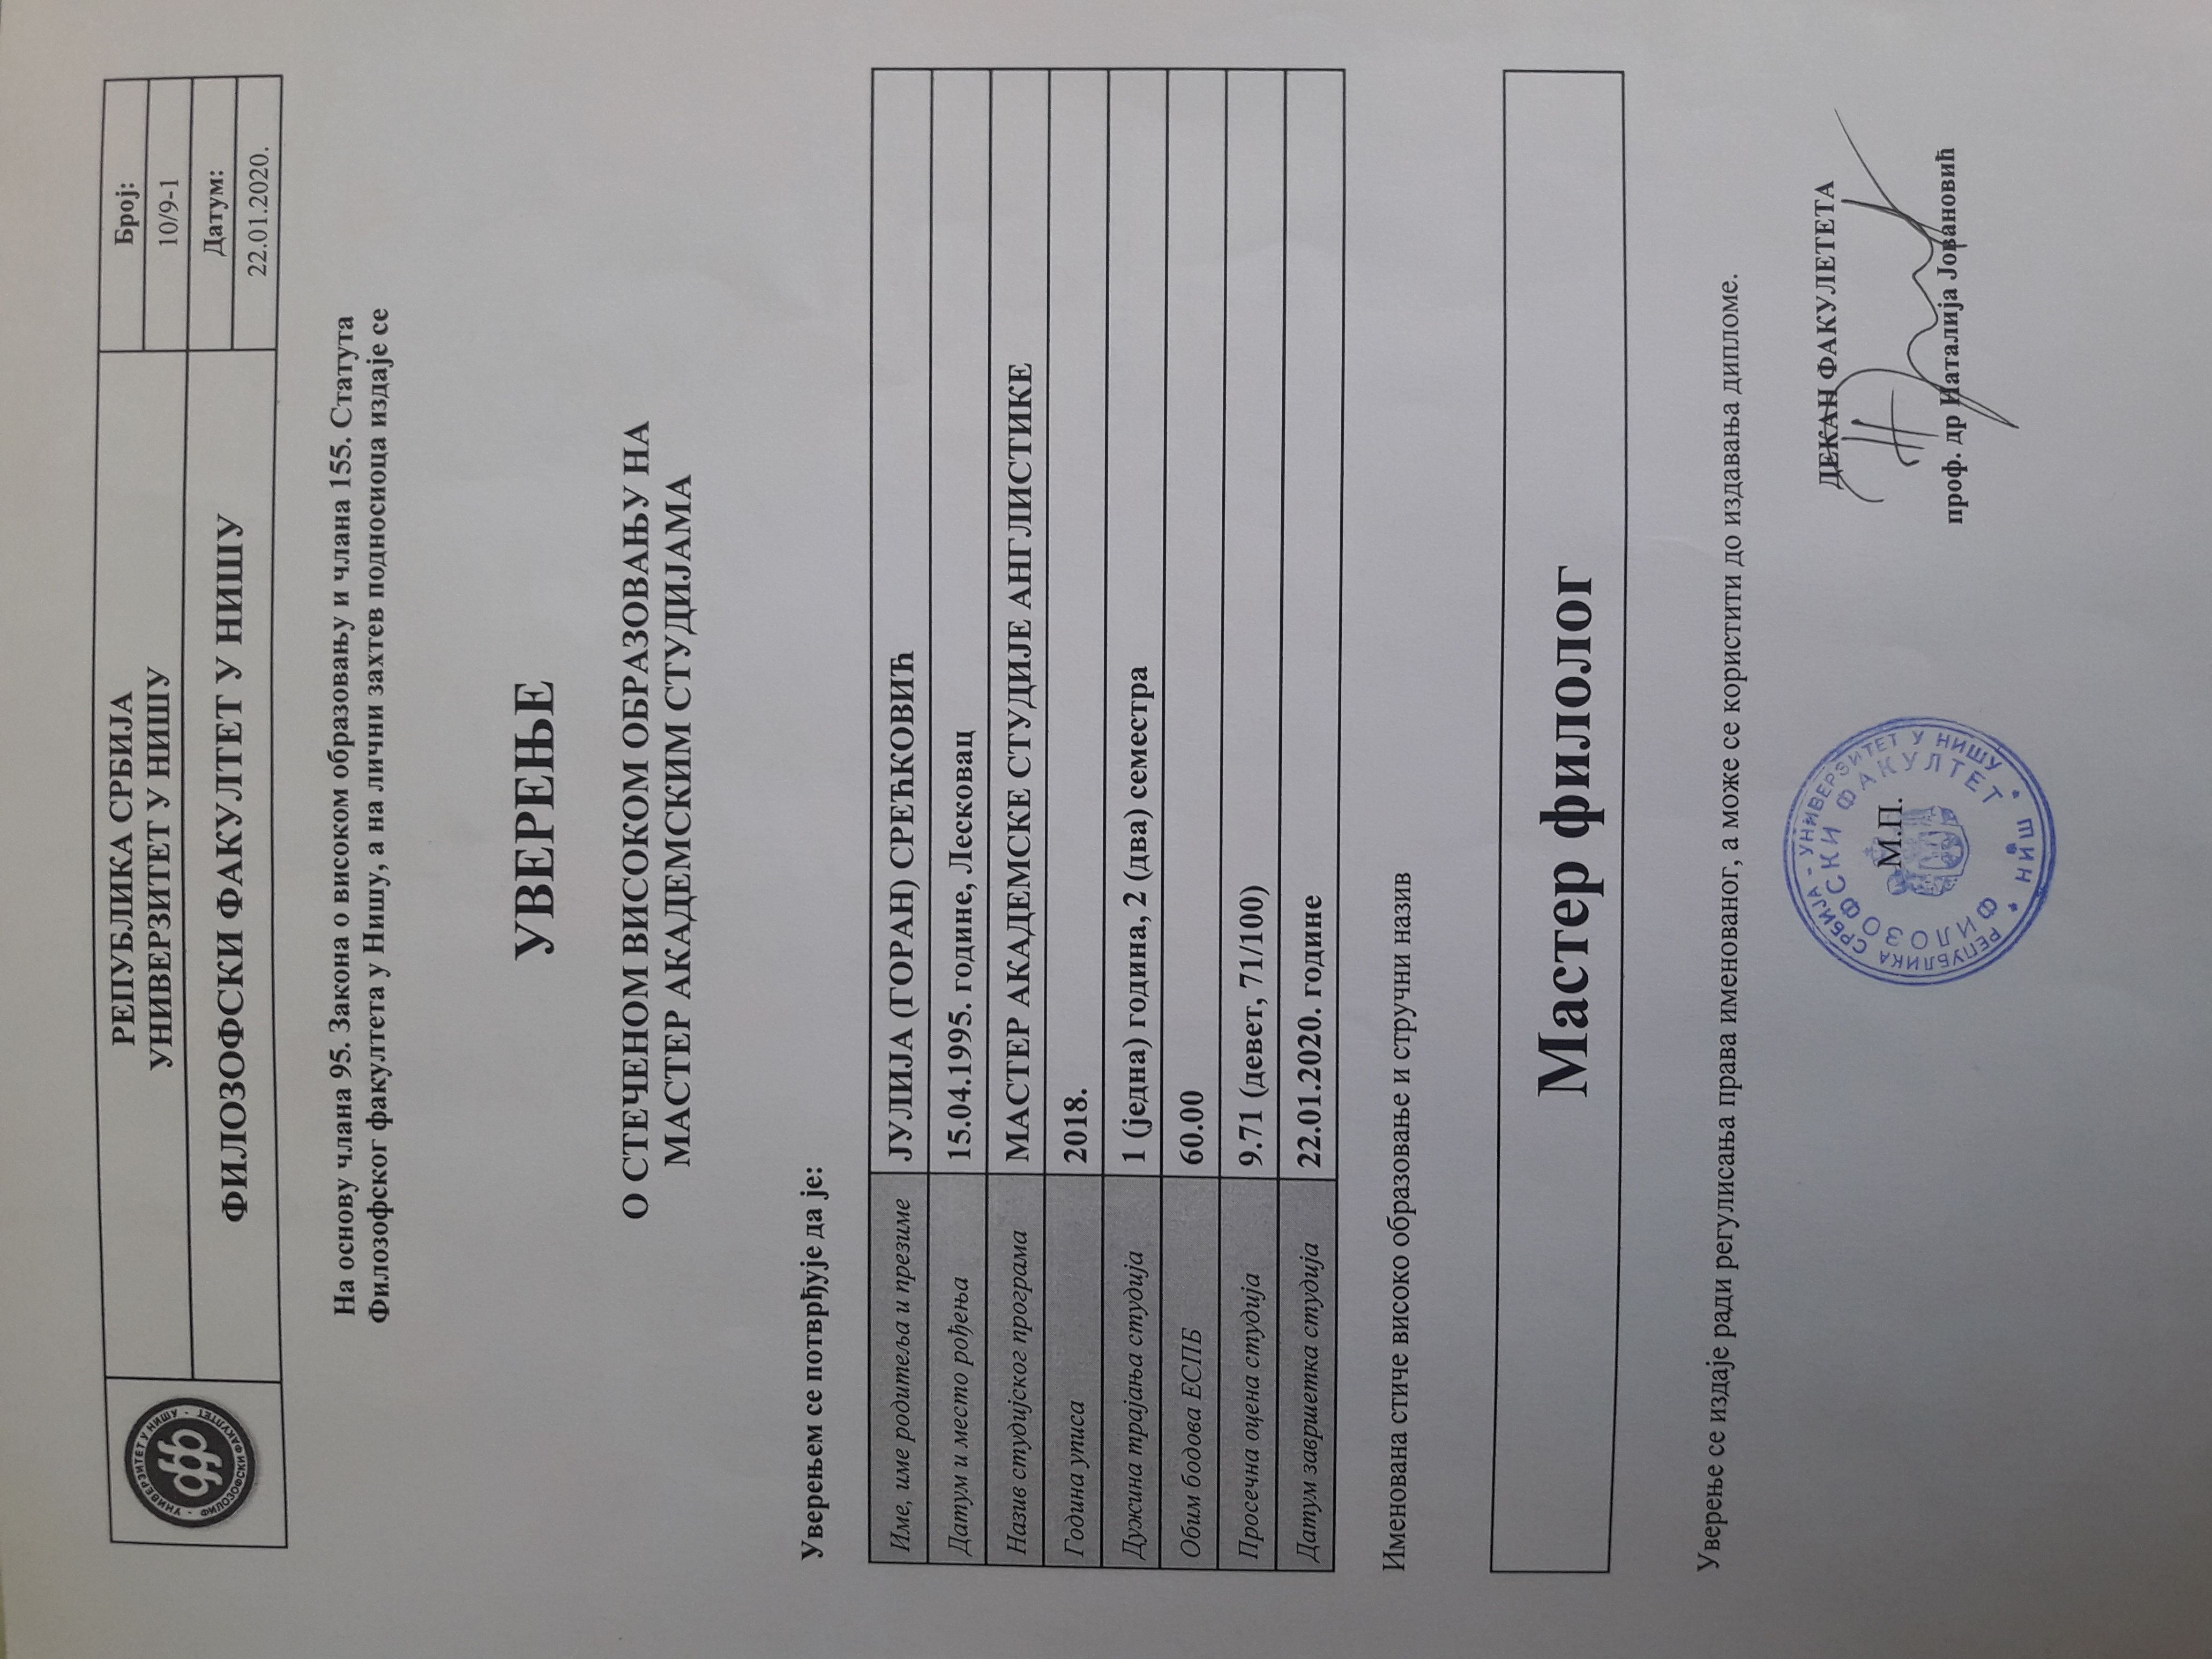 УНИВЕРЗИТЕТ У НИШУ
ФИЛОЗОФСКИ ФАКУЛТЕТ
РЕПУБЛИКА СРБИЈА
УНИВЕРЗИТЕТ У НИШУ
ФИЛОЗОФСКИ ФАКУЛТЕТ У НИШУ
Број:
10/9-1
Датум:
22.01.2020.
На основу члана 95. Закона о високом образовању и члана 155. Статута
Филозофског факултета у Нишу, а на лични захтев подносиоца издаје се
УВЕРЕЊЕ
О СТЕЧЕНОМ ВИСОКОМ ОБРАЗОВАЊУ НА
МАСТЕР АКАДЕМСКИМ СТУДИЈАМА
Уверењем се потврђује да је:
Име, име родитеља и презиме ЈУЛИЈА (ГОРАН) СРЕЋКОВИЋ
Датум и место рођења 15.04.1995. године, Лесковац
Назив студијског програма МАСТЕР АКАДЕМСКЕ СТУДИЈЕ АНГЛИСТИКЕ
Година уписа 2018.
Дужина трајања студија 1 (једна) година, 2 (два) семестра
Обим бодова ЕСПБ 60.00
Просечна оцена студија 9.71 (девет, 71/100)
Датум завршетка студија 22.01.2020. године
Именована стиче високо образовање и стручни назив
Мастер филолог
Уверење се издаје ради регулисања права именованог, а може се користити до издавања дипломе.
РЕПУБЛИКА СРБИЈА - УНИВЕРЗИТЕТ У НИШУ
ФИЛОЗОФСКИ ФАКУЛТЕТ
НИШ
М.П.
ДЕКАН ФАКУЛЕТЕТА
проф. др Наталија Јовановић